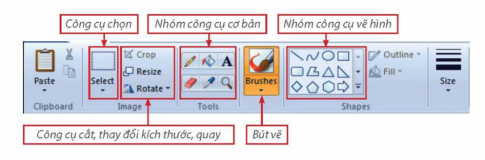 Công cụ chọn
Nhóm công cụ cơ bản
Nhóm công cụ vẽ hình
Paste
Select
Crop
Resize
Rotate
A
Brushes
Outline
Fill
Size
Clipboard
Image
Tools
Shapes
Công cụ cắt, thay đổi kích thước, quay
Bút vẽ